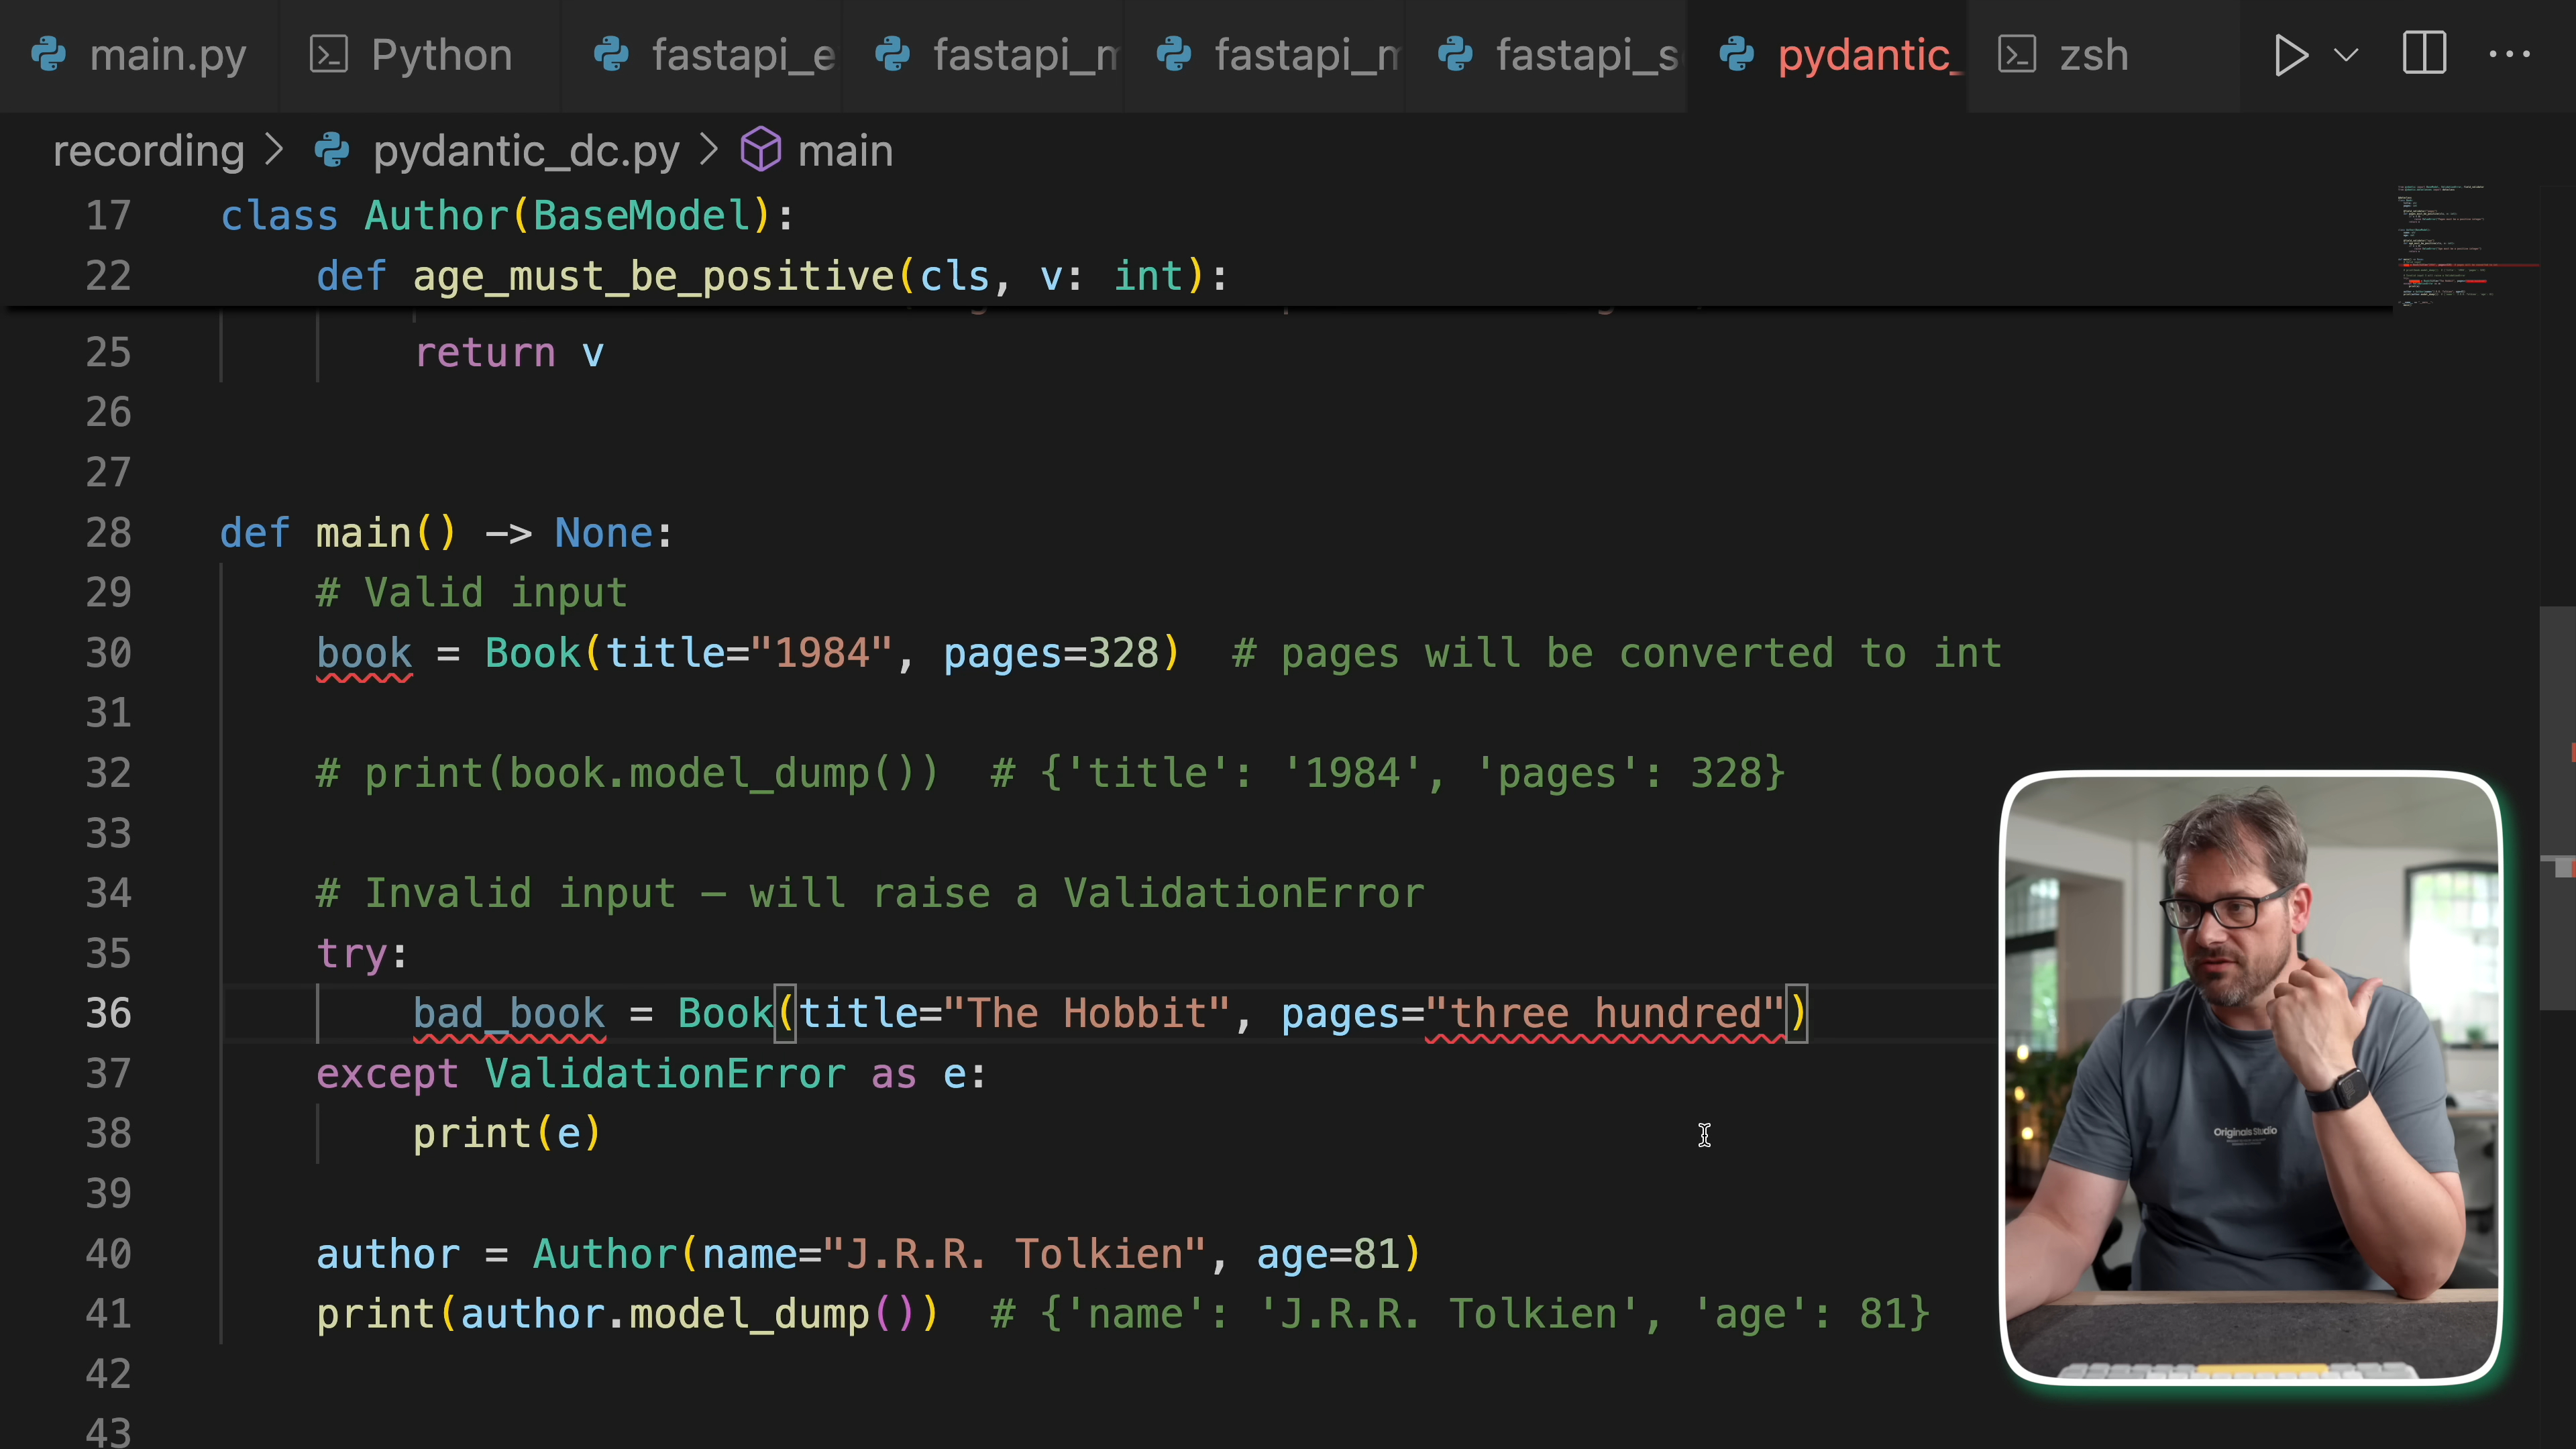 main.py Python fastapi_e fastapi_m fastapi_m fastapi_s pydantic_ zsh
recording > pydantic_dc.py > main
17 class Author(BaseModel):
22 def age_must_be_positive(cls, v: int):
25 return v
26
27
28 def main() -> None:
29 # Valid input
30 book = Book(title="1984", pages=328) # pages will be converted to int
31
32 # print(book.model_dump()) # {'title': '1984', 'pages': 328}
33
34 # Invalid input – will raise a ValidationError
35 try:
36 bad_book = Book(title="The Hobbit", pages="three hundred")
37 except ValidationError as e:
38 print(e)
39
40 author = Author(name="J.R.R. Tolkien", age=81)
41 print(author.model_dump()) # {'name': 'J.R.R. Tolkien', 'age': 81}
42
43
Originals Studio